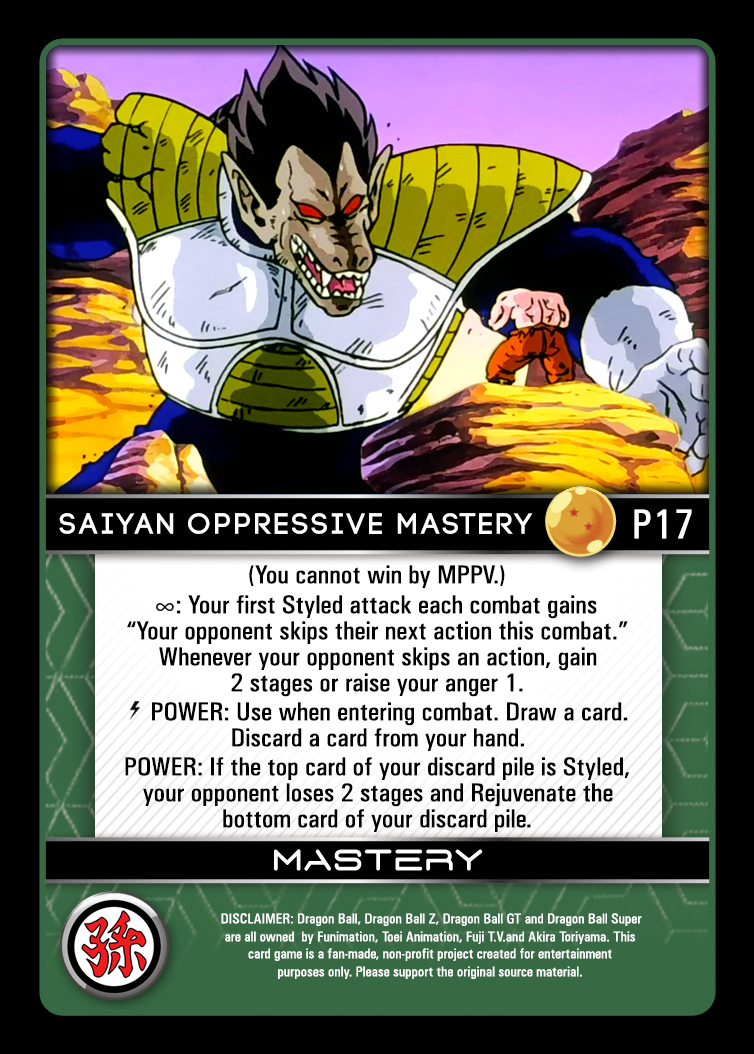 SAIYAN OPPRESSIVE MASTERY P17
(You cannot win by MPPV.)
∞: Your first Styled attack each combat gains
“Your opponent skips their next action this combat.”
Whenever your opponent skips an action, gain
2 stages or raise your anger 1.
POWER: Use when entering combat. Draw a card.
Discard a card from your hand.
POWER: If the top card of your discard pile is Styled,
your opponent loses 2 stages and Rejuvenate the
bottom card of your discard pile.
MASTERY
孫
DISCLAIMER: Dragon Ball, Dragon Ball Z, Dragon Ball GT and Dragon Ball Super
are all owned by Funimation, Toei Animation, Fuji T.V.and Akira Toriyama. This
card game is a fan-made, non-profit project created for entertainment
purposes only. Please support the original source material.